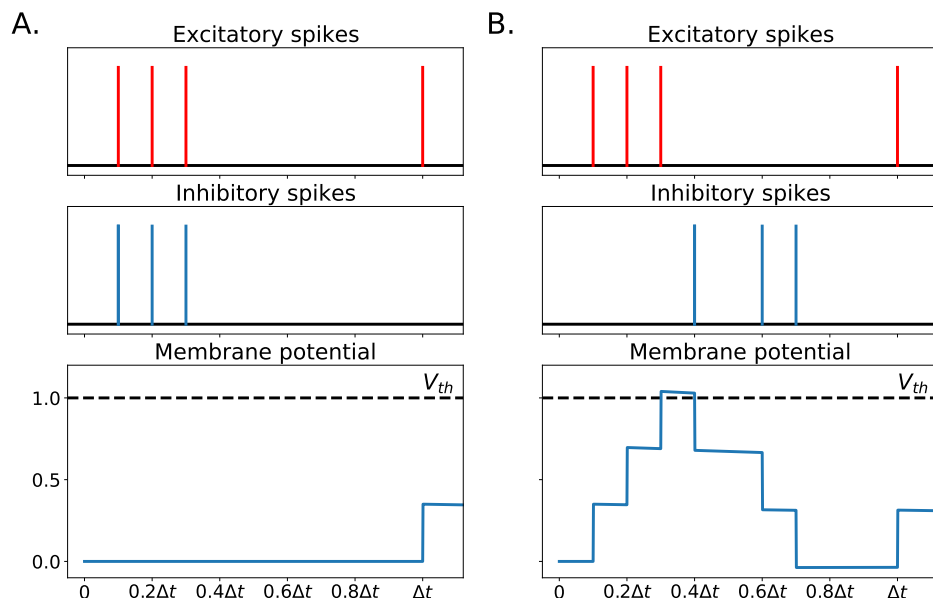 A.
Excitatory spikes
Inhibitory spikes
Membrane potential
V_th
1.0
0.5
0.0
0 0.2Δt 0.4Δt 0.6Δt 0.8Δt Δt
B.
Excitatory spikes
Inhibitory spikes
Membrane potential
V_th
0 0.2Δt 0.4Δt 0.6Δt 0.8Δt Δt